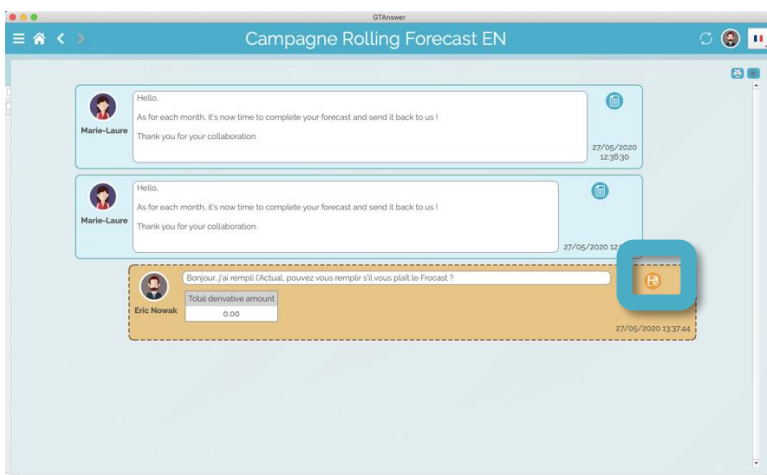 GTAnswer
Campagne Rolling Forecast EN
Hello,
As for each month, it's now time to complete your forecast and send it back to us !
Thank you for your collaboration.
Marie-Laure
27/05/2020
12:36:30
Hello,
As for each month, it's now time to complete your forecast and send it back to us !
Thank you for your collaboration.
Marie-Laure
27/05/2020
Bonjour, j'ai rempli l'Actual, pouvez vous remplir s'il vous plaît le Frocast ?
Total derivative amount
0,00
Eric Nowak
27/05/2020 13:37:44